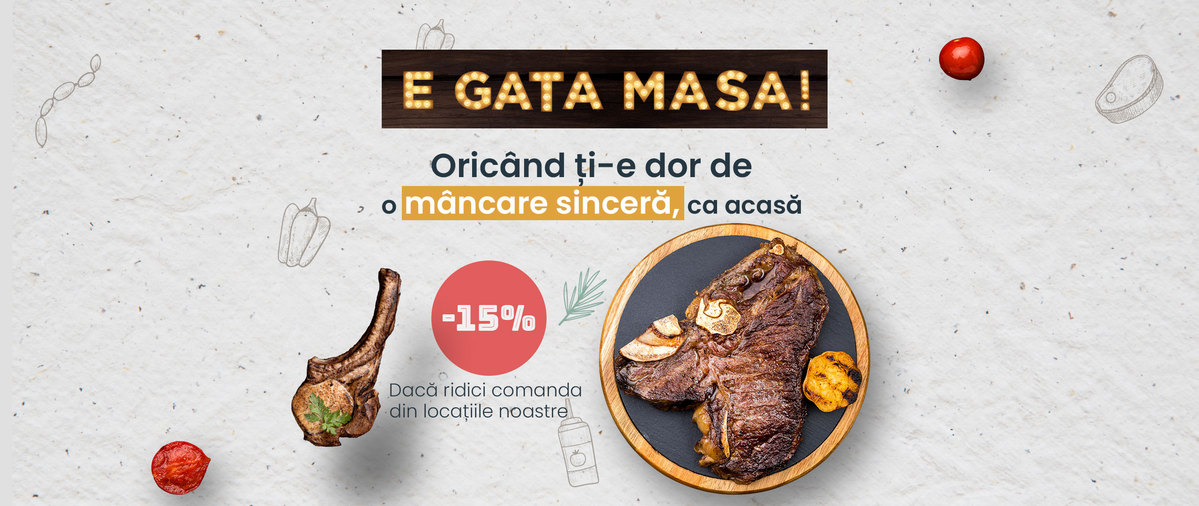 E GATA MASA!
Oricând ți-e dor de
o mâncare sinceră, ca acasă
-15%
Dacă ridici comanda
din locațiile noastre